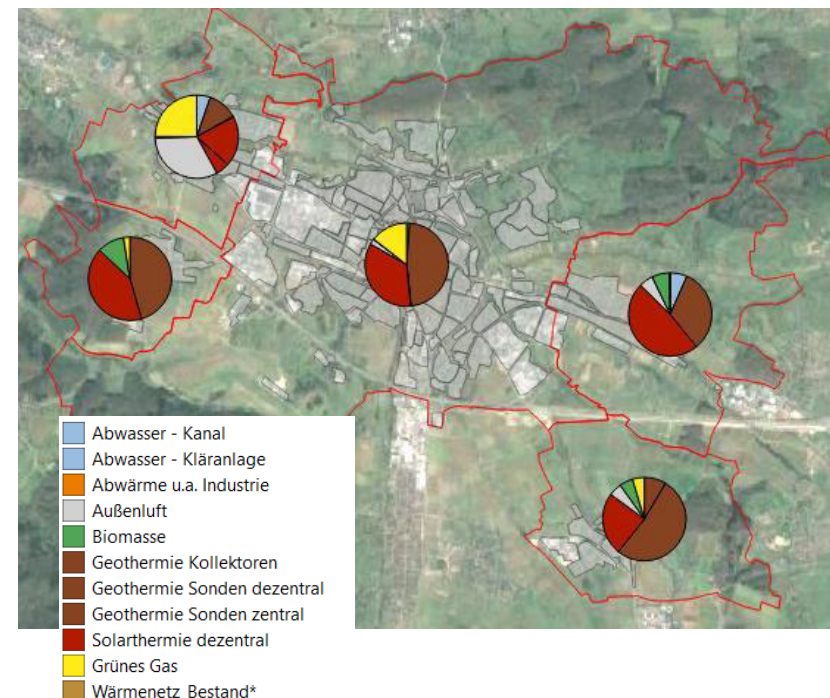 Abwasser - Kanal
Abwasser - Kläranlage
Abwärme u.a. Industrie
Außenluft
Biomasse
Geothermie Kollektoren
Geothermie Sonden dezentral
Geothermie Sonden zentral
Solarthermie dezentral
Grünes Gas
Wärmenetz Bestand*